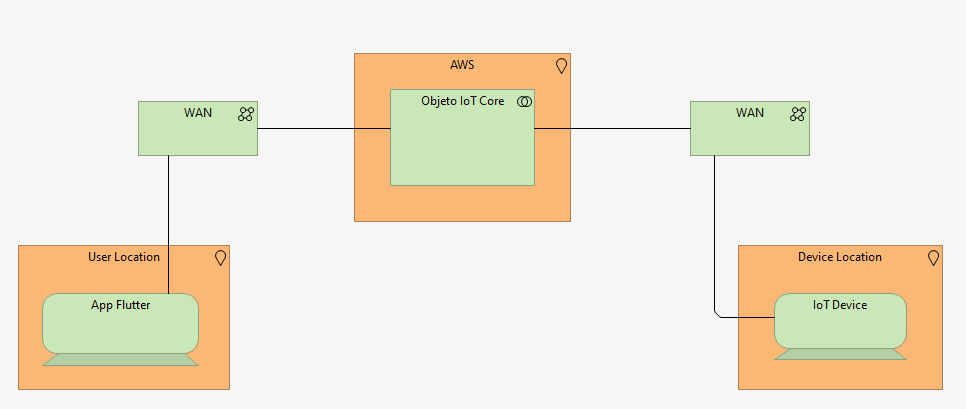 AWS
Objeto IoT Core
WAN
WAN
User Location
App Flutter
Device Location
IoT Device